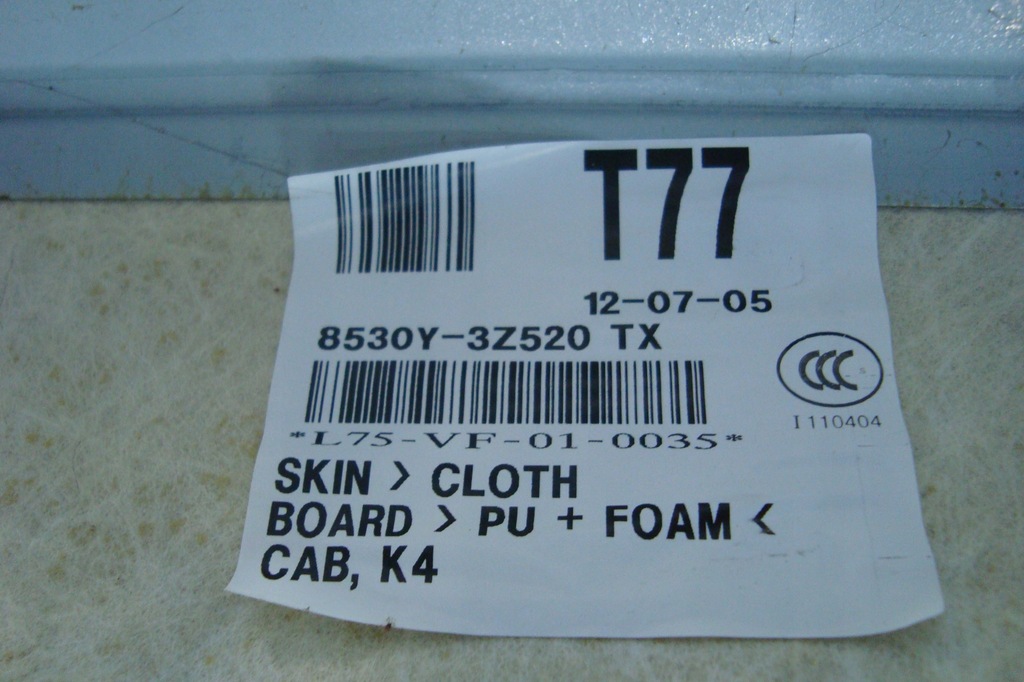 T77
12-07-05
8530Y-3Z520 TX
CCC
I110404
*L75-VF-01-0035*
SKIN > CLOTH
BOARD > PU + FOAM <
CAB, K4